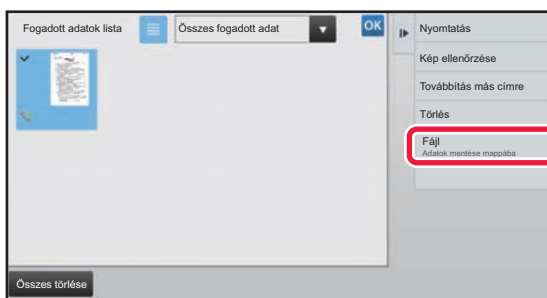 Fogadott adatok lista
Összes fogadott adat
OK
Nyomtatás
Kép ellenőrzése
Továbbítás más címre
Törlés
Fájl
Adatok mentése mappába
Összes törlése